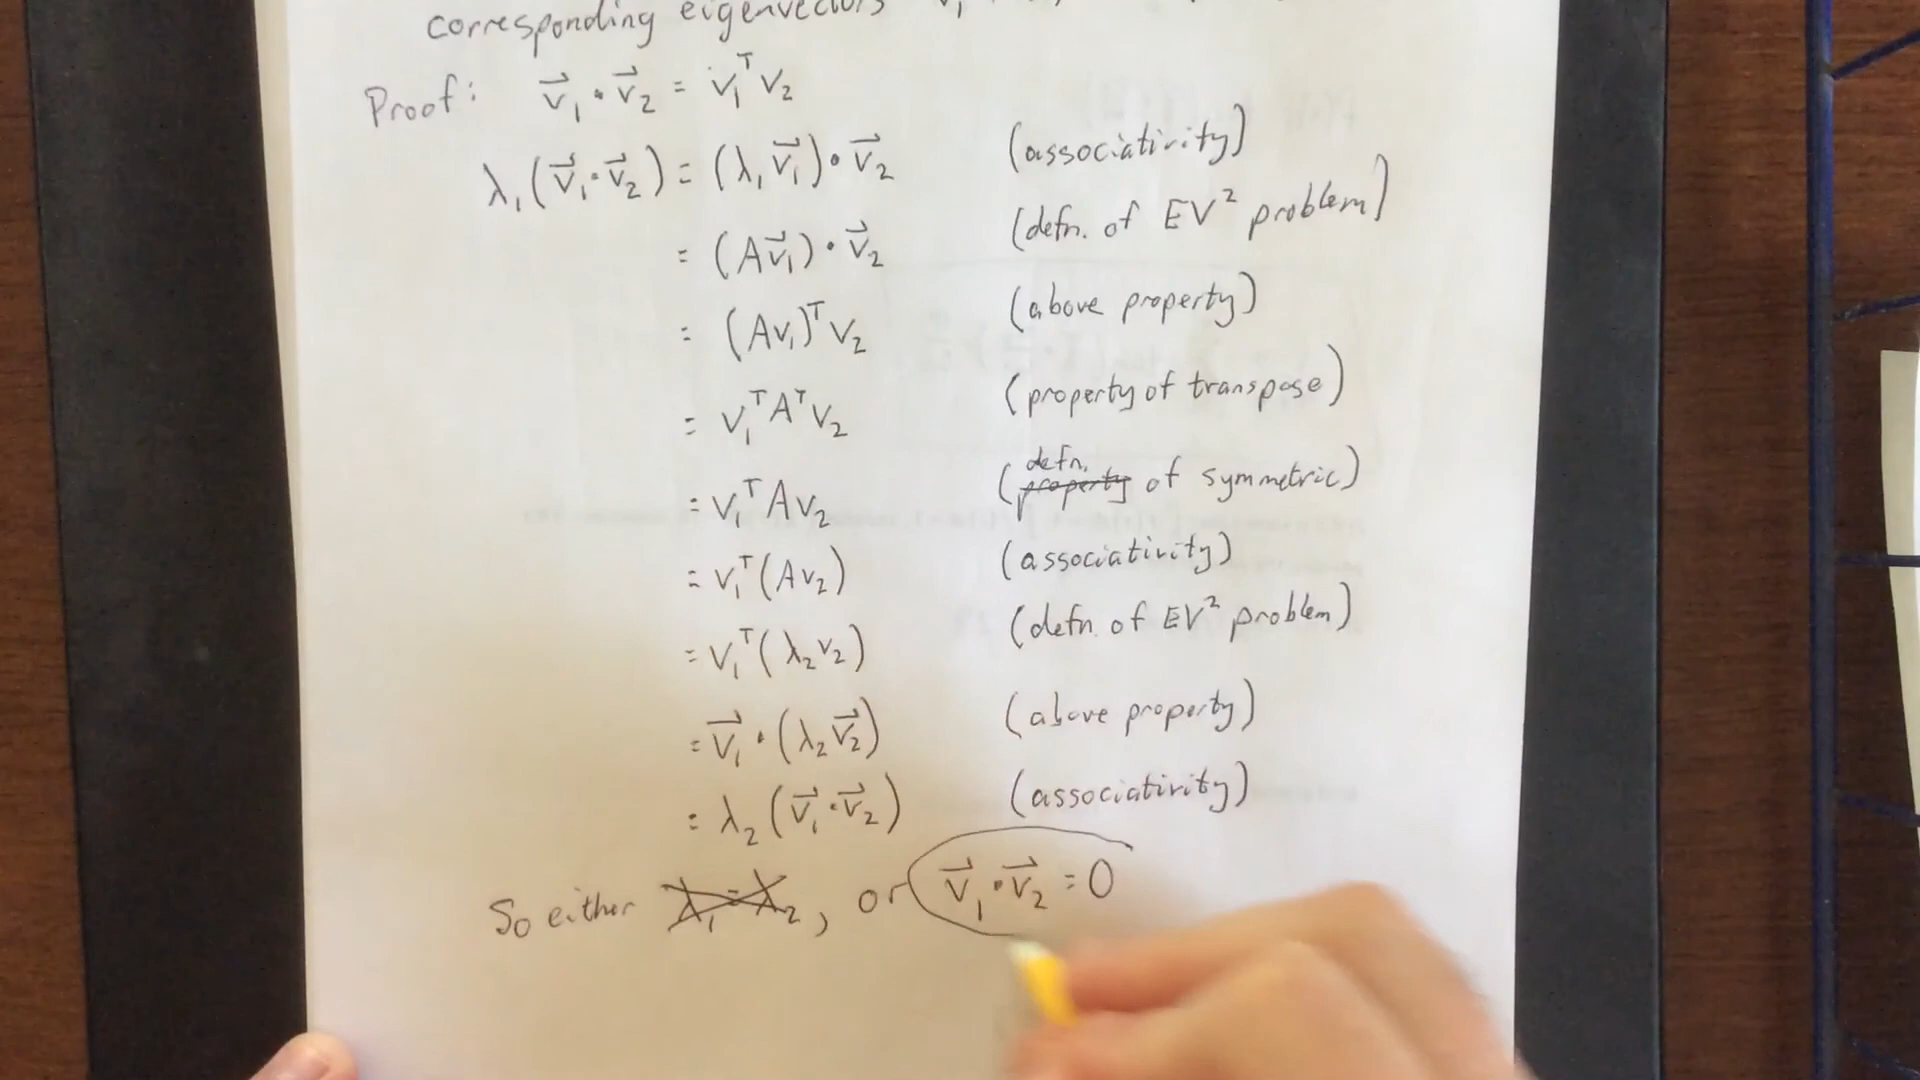 corresponding eigenvectors v₁
Proof: v⃗₁ · v⃗₂ = v₁ᵀ v₂
λ₁(v⃗₁·v⃗₂) = (λ₁v⃗₁)·v⃗₂ (associativity)
= (Av⃗₁)·v⃗₂ (defn. of EV² problem)
= (Av₁)ᵀv₂ (above property)
= v₁ᵀAᵀv₂ (property of transpose)
= v₁ᵀAv₂ (defn. property of symmetric)
= v₁ᵀ(Av₂) (associativity)
= v₁ᵀ(λ₂v₂) (defn. of EV² problem)
= v⃗₁·(λ₂v⃗₂) (above property)
= λ₂(v⃗₁·v⃗₂) (associativity)
So either λ₁=λ₂, or v⃗₁·v⃗₂=0